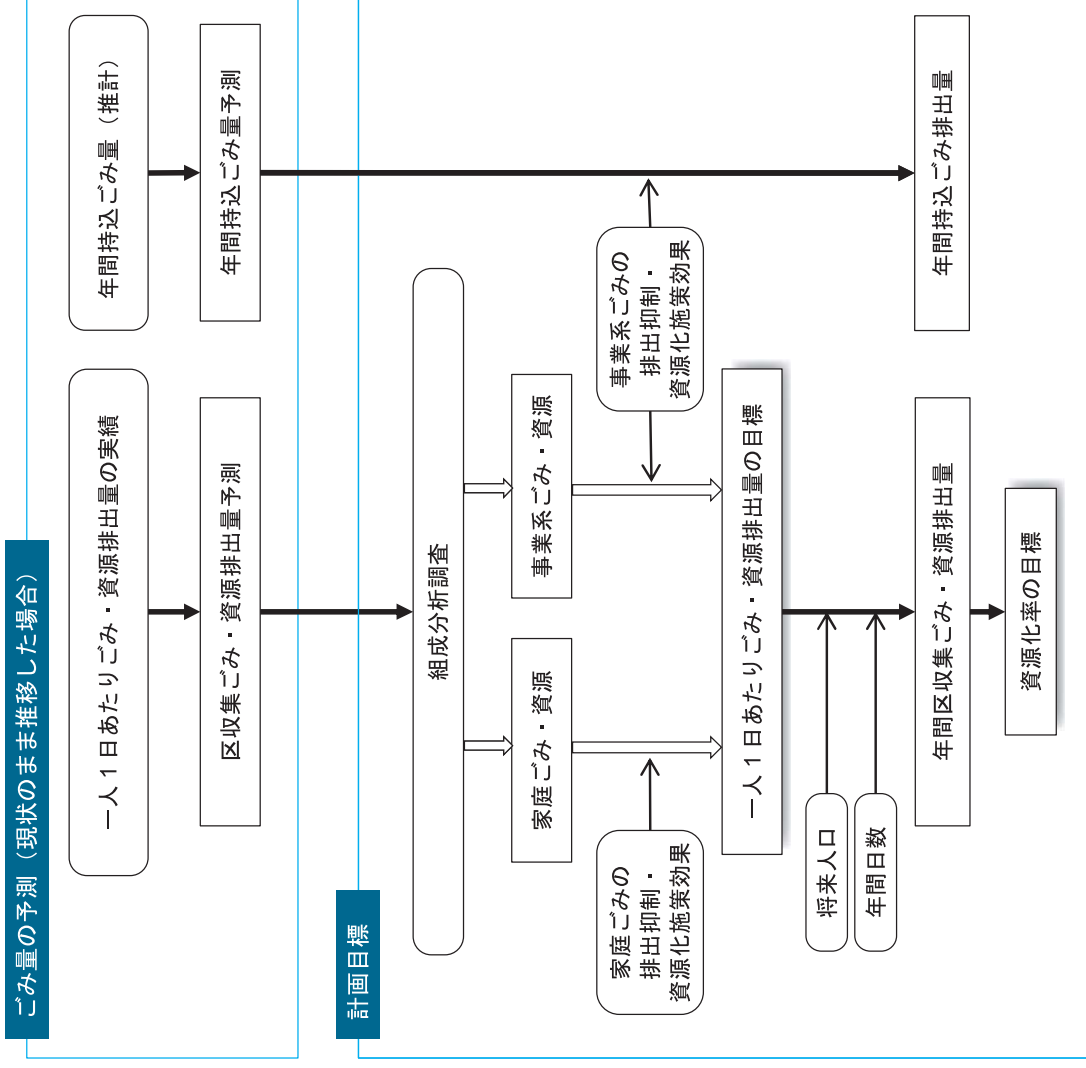 ごみ量の予測（現状のまま推移した場合）
一人１日あたりごみ・資源排出量の実績
年間持込ごみ量（推計）
区収集ごみ・資源排出量予測
年間持込ごみ量予測
計画目標
組成分析調査
家庭ごみ・資源
事業系ごみ・資源
家庭ごみの
排出抑制・
資源化施策効果
事業系ごみの
排出抑制・
資源化施策効果
一人１日あたりごみ・資源排出量の目標
将来人口
年間日数
年間区収集ごみ・資源排出量
年間持込ごみ排出量
資源化率の目標